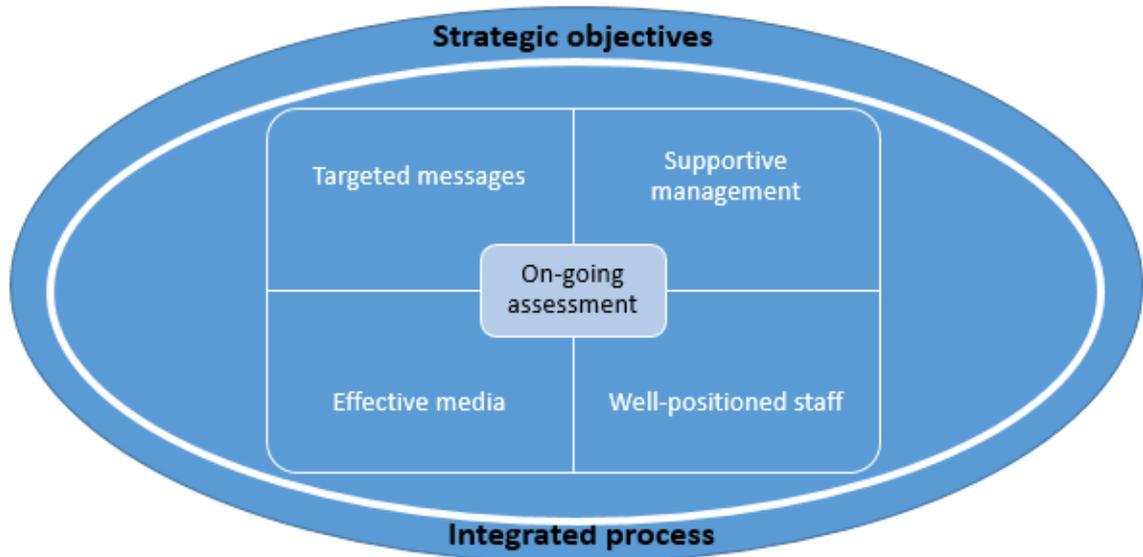 Strategic objectives
Targeted messages
Supportive
management
On-going
assessment
Effective media
Well-positioned staff
Integrated process